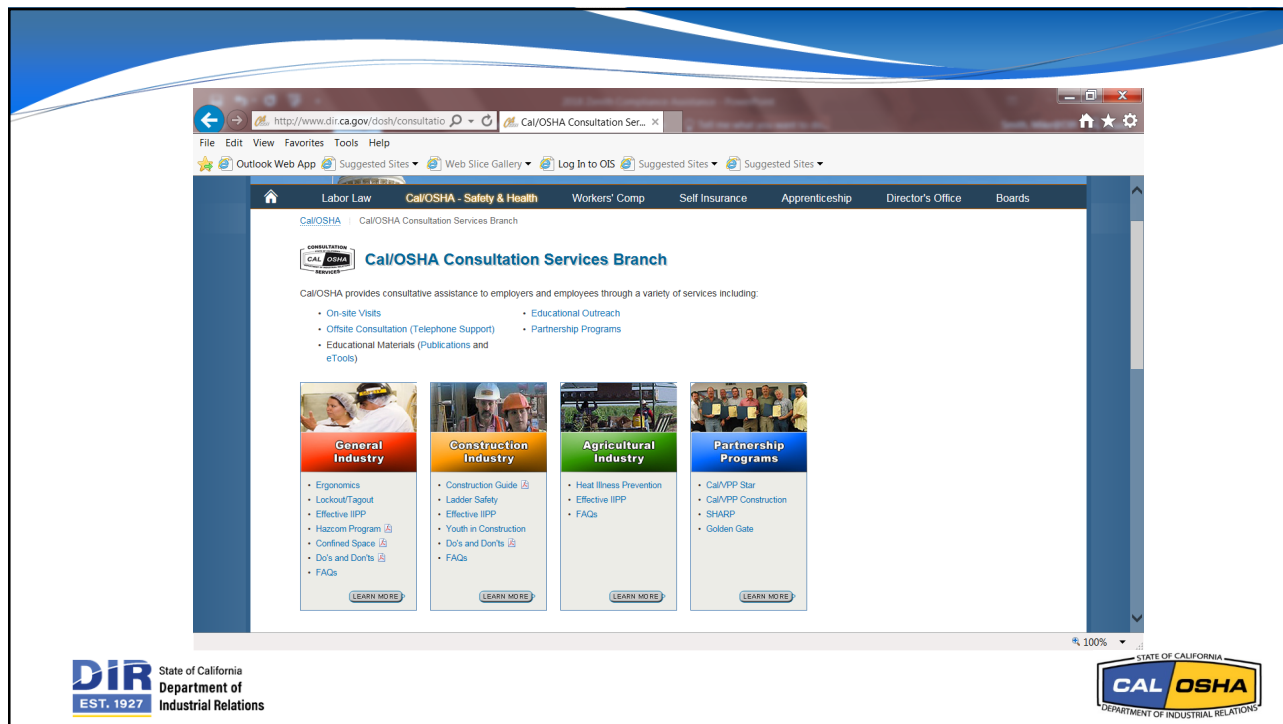 http://www.dir.ca.gov/dosh/consultatio
Cal/OSHA Consultation Ser...
File Edit View Favorites Tools Help
Outlook Web App Suggested Sites Web Slice Gallery Log In to OIS Suggested Sites Suggested Sites
Labor Law Cal/OSHA - Safety & Health Workers' Comp Self Insurance Apprenticeship Director's Office Boards
Cal/OSHA Cal/OSHA Consultation Services Branch
CONSULTATION
CAL OSHA
SERVICES
Cal/OSHA Consultation Services Branch
Cal/OSHA provides consultative assistance to employers and employees through a variety of services including:
• On-site Visits
• Offsite Consultation (Telephone Support)
• Educational Materials (Publications and
eTools)
• Educational Outreach
• Partnership Programs
General
Industry
• Ergonomics
• Lockout/Tagout
• Effective IIPP
• Hazcom Program
• Confined Space
• Do's and Don'ts
• FAQs
LEARN MORE
Construction
Industry
• Construction Guide
• Ladder Safety
• Effective IIPP
• Youth in Construction
• Do's and Don'ts
• FAQs
LEARN MORE
Agricultural
Industry
• Heat Illness Prevention
• Effective IIPP
• FAQs
LEARN MORE
Partnership
Programs
• Cal/VPP Star
• Cal/VPP Construction
• SHARP
• Golden Gate
LEARN MORE
100%
DIR
EST. 1927
State of California
Department of
Industrial Relations
STATE OF CALIFORNIA
CAL OSHA
DEPARTMENT OF INDUSTRIAL RELATIONS